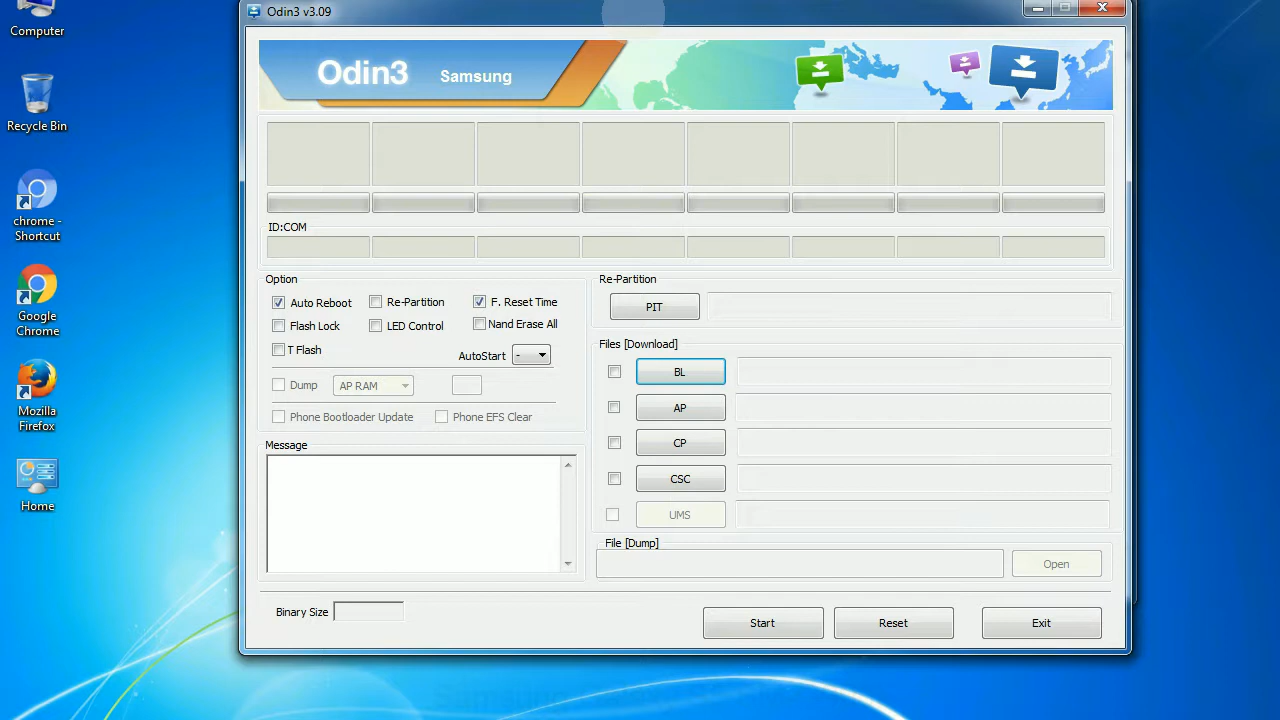 Computer
Recycle Bin
chrome -
Shortcut
Google
Chrome
Mozilla
Firefox
Home
Odin3 v3.09
Odin3 Samsung
ID:COM
Option
Auto Reboot Re-Partition F. Reset Time
Flash Lock LED Control Nand Erase All
T Flash AutoStart -
Dump AP RAM
Phone Bootloader Update Phone EFS Clear
Message
Re-Partition
PIT
Files [Download]
BL
AP
CP
CSC
UMS
File [Dump]
Open
Binary Size
Start Reset Exit